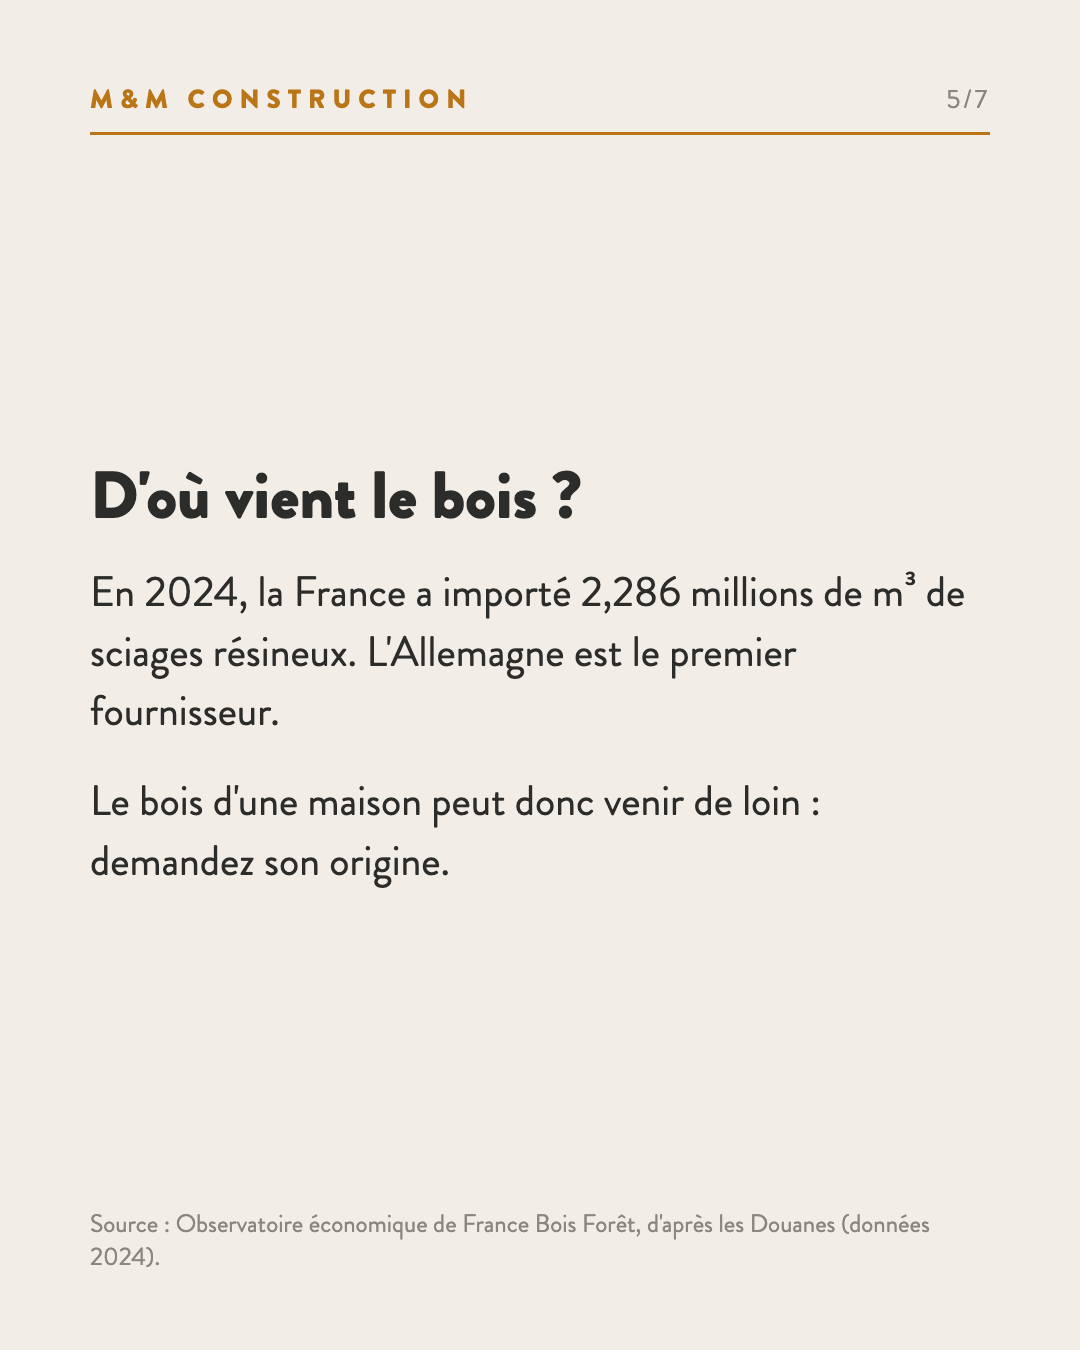 M&M CONSTRUCTION
5/7
D'où vient le bois ?
En 2024, la France a importé 2,286 millions de m³ de
sciages résineux. L'Allemagne est le premier
fournisseur.
Le bois d'une maison peut donc venir de loin :
demandez son origine.
Source : Observatoire économique de France Bois Forêt, d'après les Douanes (données
2024).